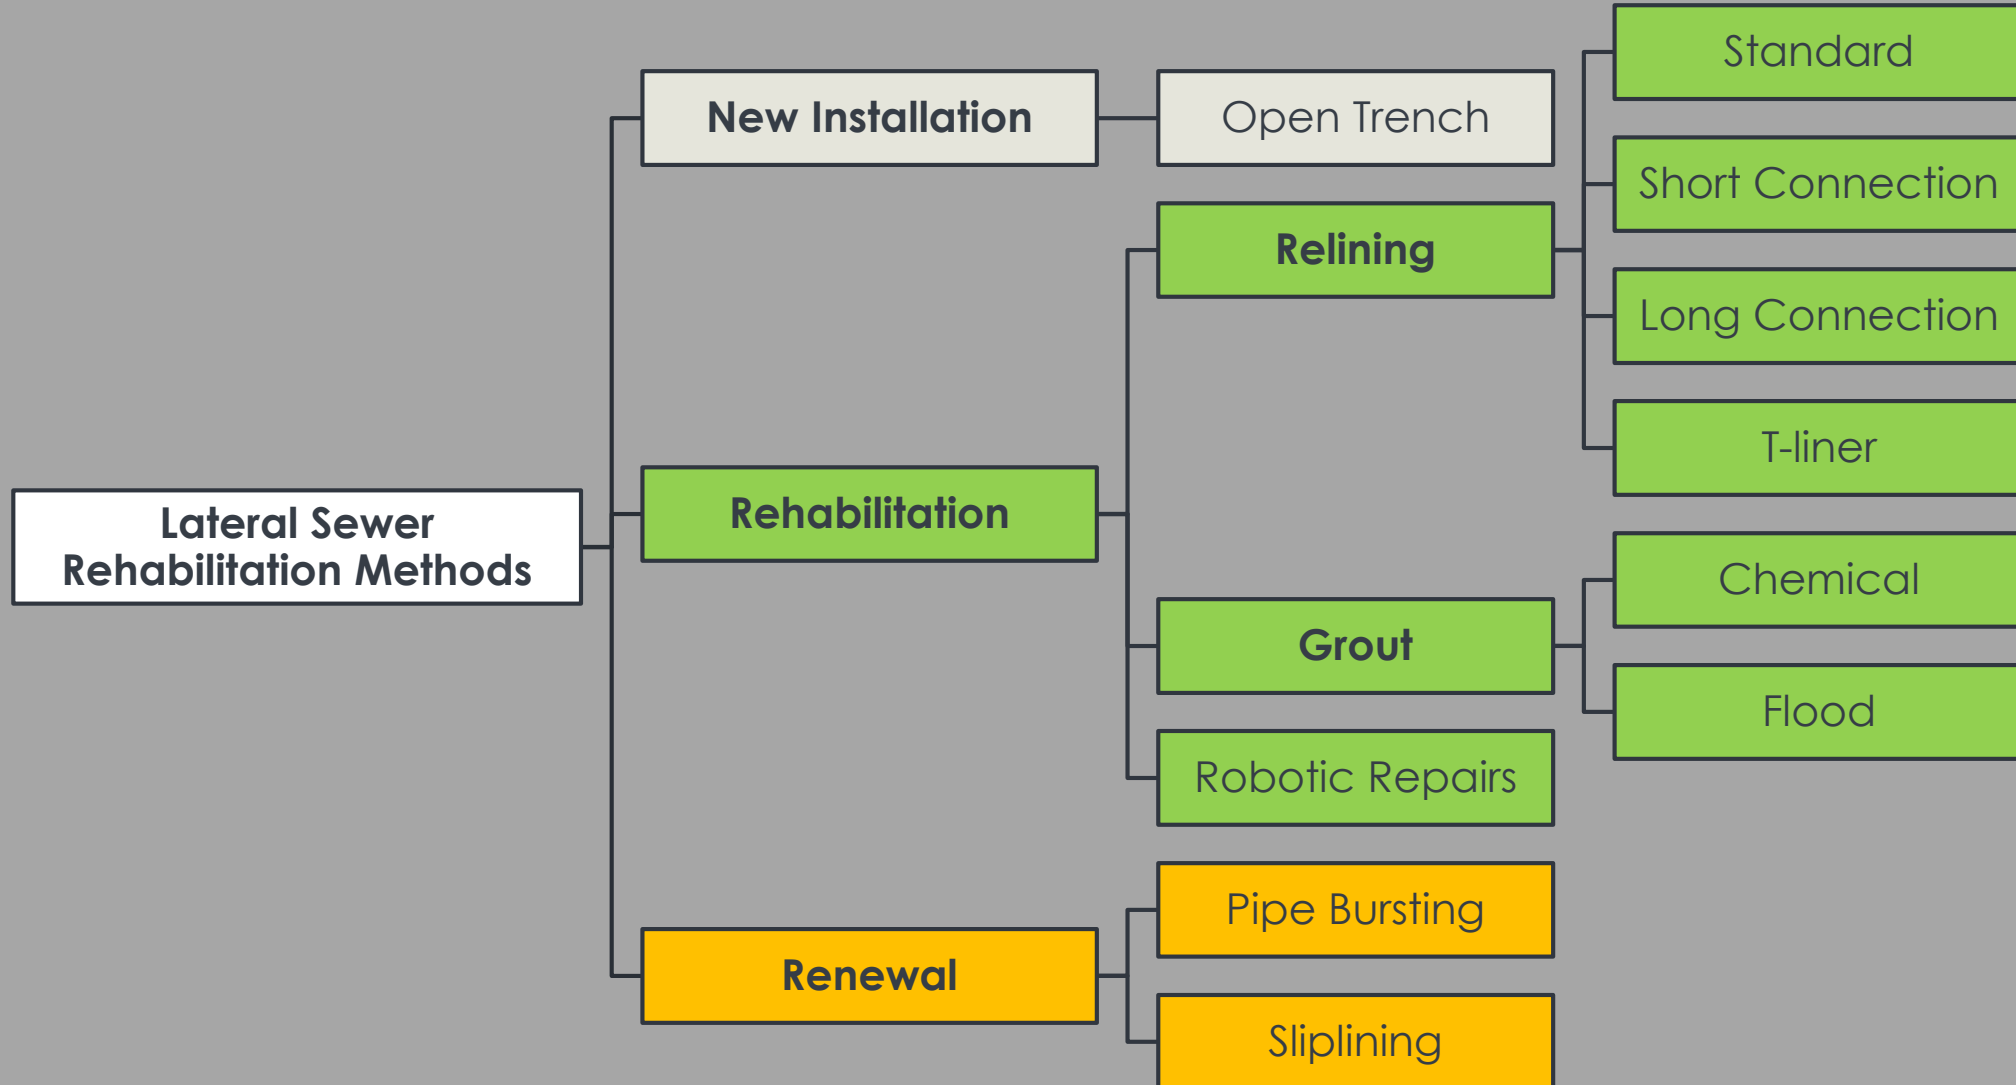 Lateral Sewer
Rehabilitation Methods
New Installation
Open Trench
Rehabilitation
Relining
Standard
Short Connection
Long Connection
T-liner
Grout
Chemical
Flood
Robotic Repairs
Renewal
Pipe Bursting
Sliplining